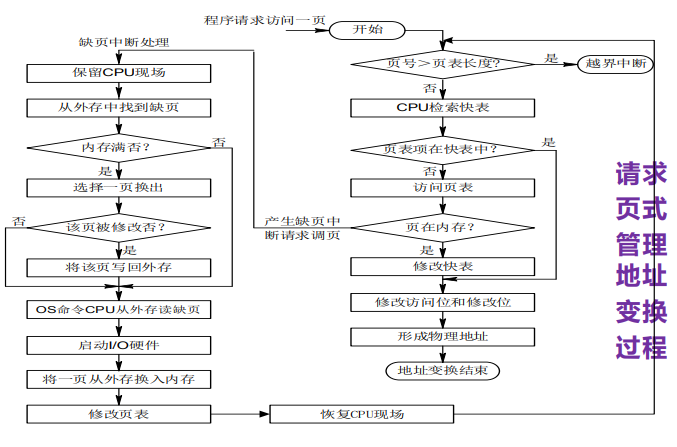 程序请求访问一页
开始
缺页中断处理
保留CPU现场
从外存中找到缺页
内存满否?
否
是
选择一页换出
该页被修改否?
否
是
将该页写回外存
OS命令CPU从外存读缺页
启动I/O硬件
将一页从外存换入内存
修改页表
恢复CPU现场
页号>页表长度?
是
越界中断
否
CPU检索快表
页表项在快表中?
是
否
访问页表
产生缺页中
断请求调页
页在内存?
是
修改快表
修改访问位和修改位
形成物理地址
地址变换结束
请求
页式
管理
地址
变换
过程